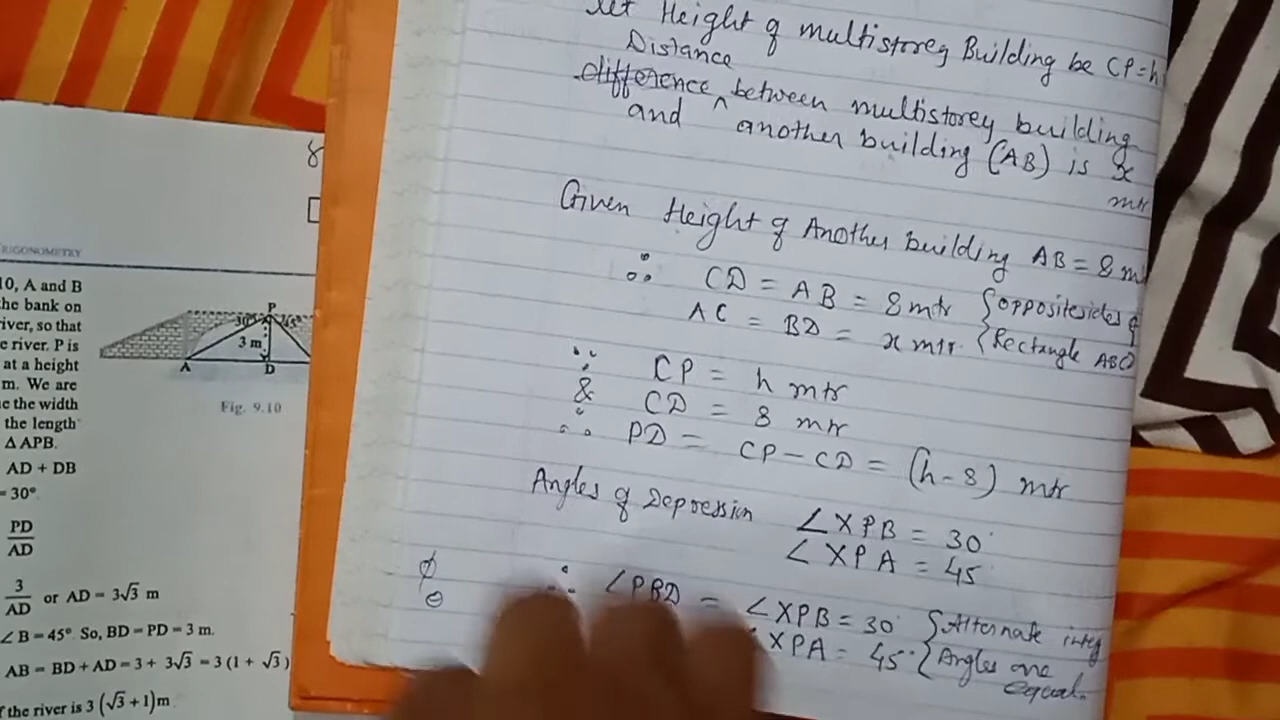 let Height of multistorey Building be CP = h
Distance
difference ^ between multistorey building
and another building (AB) is x
mtr
Given Height of Another building AB = 8 m
∴ CD = AB = 8 mtr {opposite sides of
AC = BD = x mtr. {Rectangle ABCD
∵ CP = h mtr
& CD = 8 mtr
∴ PD = CP - CD = (h-8) mtr
Angles of Depression ∠XPB = 30°
∠XPA = 45
∴ ∠PBD = ∠XPB = 30° {Alternate
XPA = 45° {Angles are
equal.
TRIGONOMETRY
10, A and B
the bank on
river, so that
e river. P is
at a height
m. We are
the width
the length
Δ APB.
AD + DB
= 30°
PD
AD
3
AD or AD = 3√3 m
∠ B = 45°. So, BD = PD = 3 m.
AB = BD + AD = 3 + 3√3 = 3 (1 + √3)
f the river is 3 (√3 + 1) m
P
30° 45°
3 m
A
D
Fig. 9.10